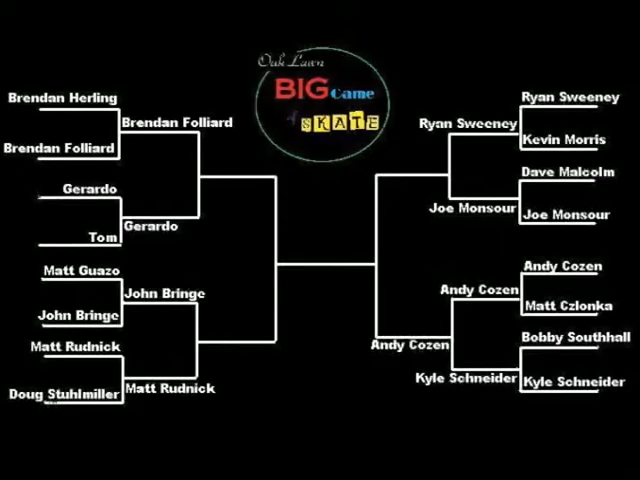 Oak Lawn
BIG Game
of SKATE
Brendan Herling
Brendan Folliard
Brendan Folliard
Gerardo
Gerardo
Tom
Matt Guazo
John Bringe
John Bringe
Matt Rudnick
Matt Rudnick
Doug Stuhlmiller
Ryan Sweeney
Ryan Sweeney
Kevin Morris
Dave Malcolm
Joe Monsour
Joe Monsour
Andy Cozen
Andy Cozen
Matt Czlonka
Andy Cozen
Bobby Southhall
Kyle Schneider
Kyle Schneider